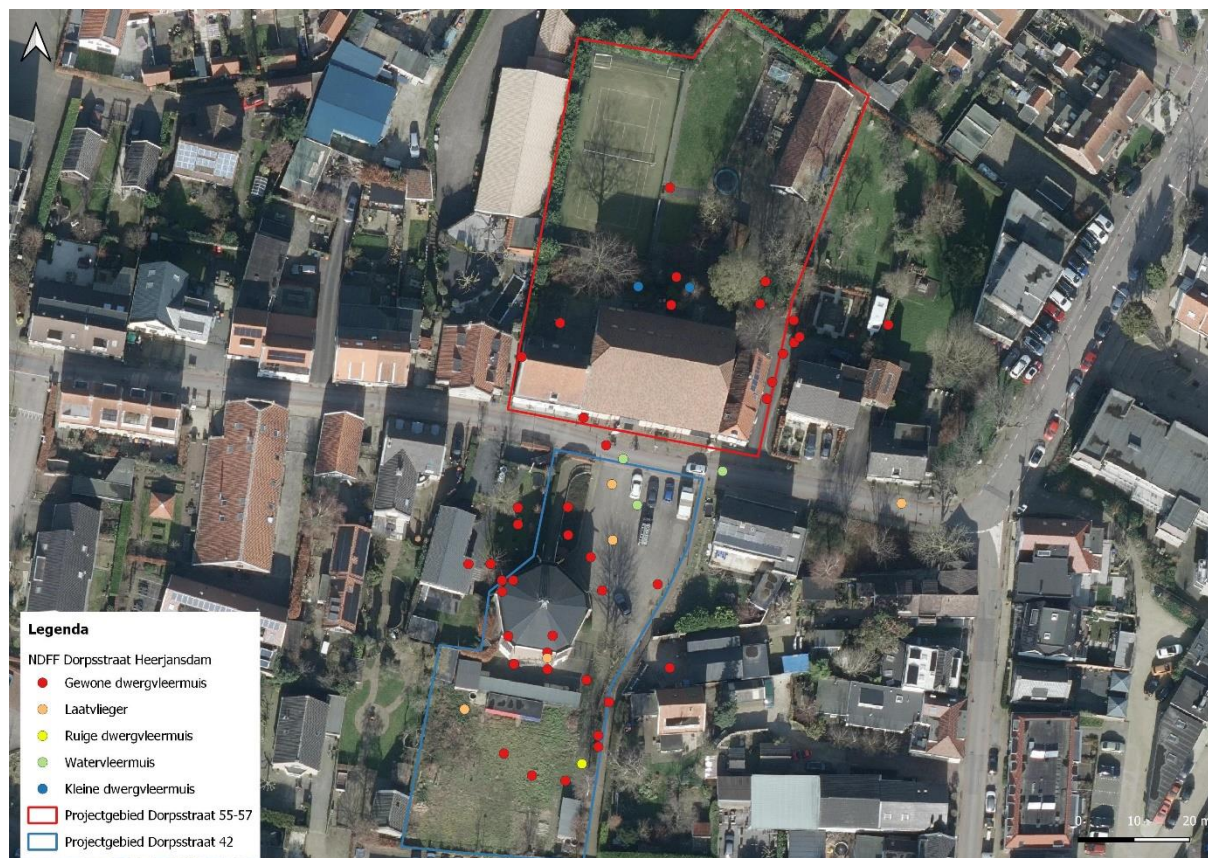 Legenda
NDFF Dorpsstraat Heerjansdam
Gewone dwergvleermuis
Laatvlieger
Ruige dwergvleermuis
Watervleermuis
Kleine dwergvleermuis
Projectgebied Dorpsstraat 55-57
Projectgebied Dorpsstraat 42
0 10 20 m